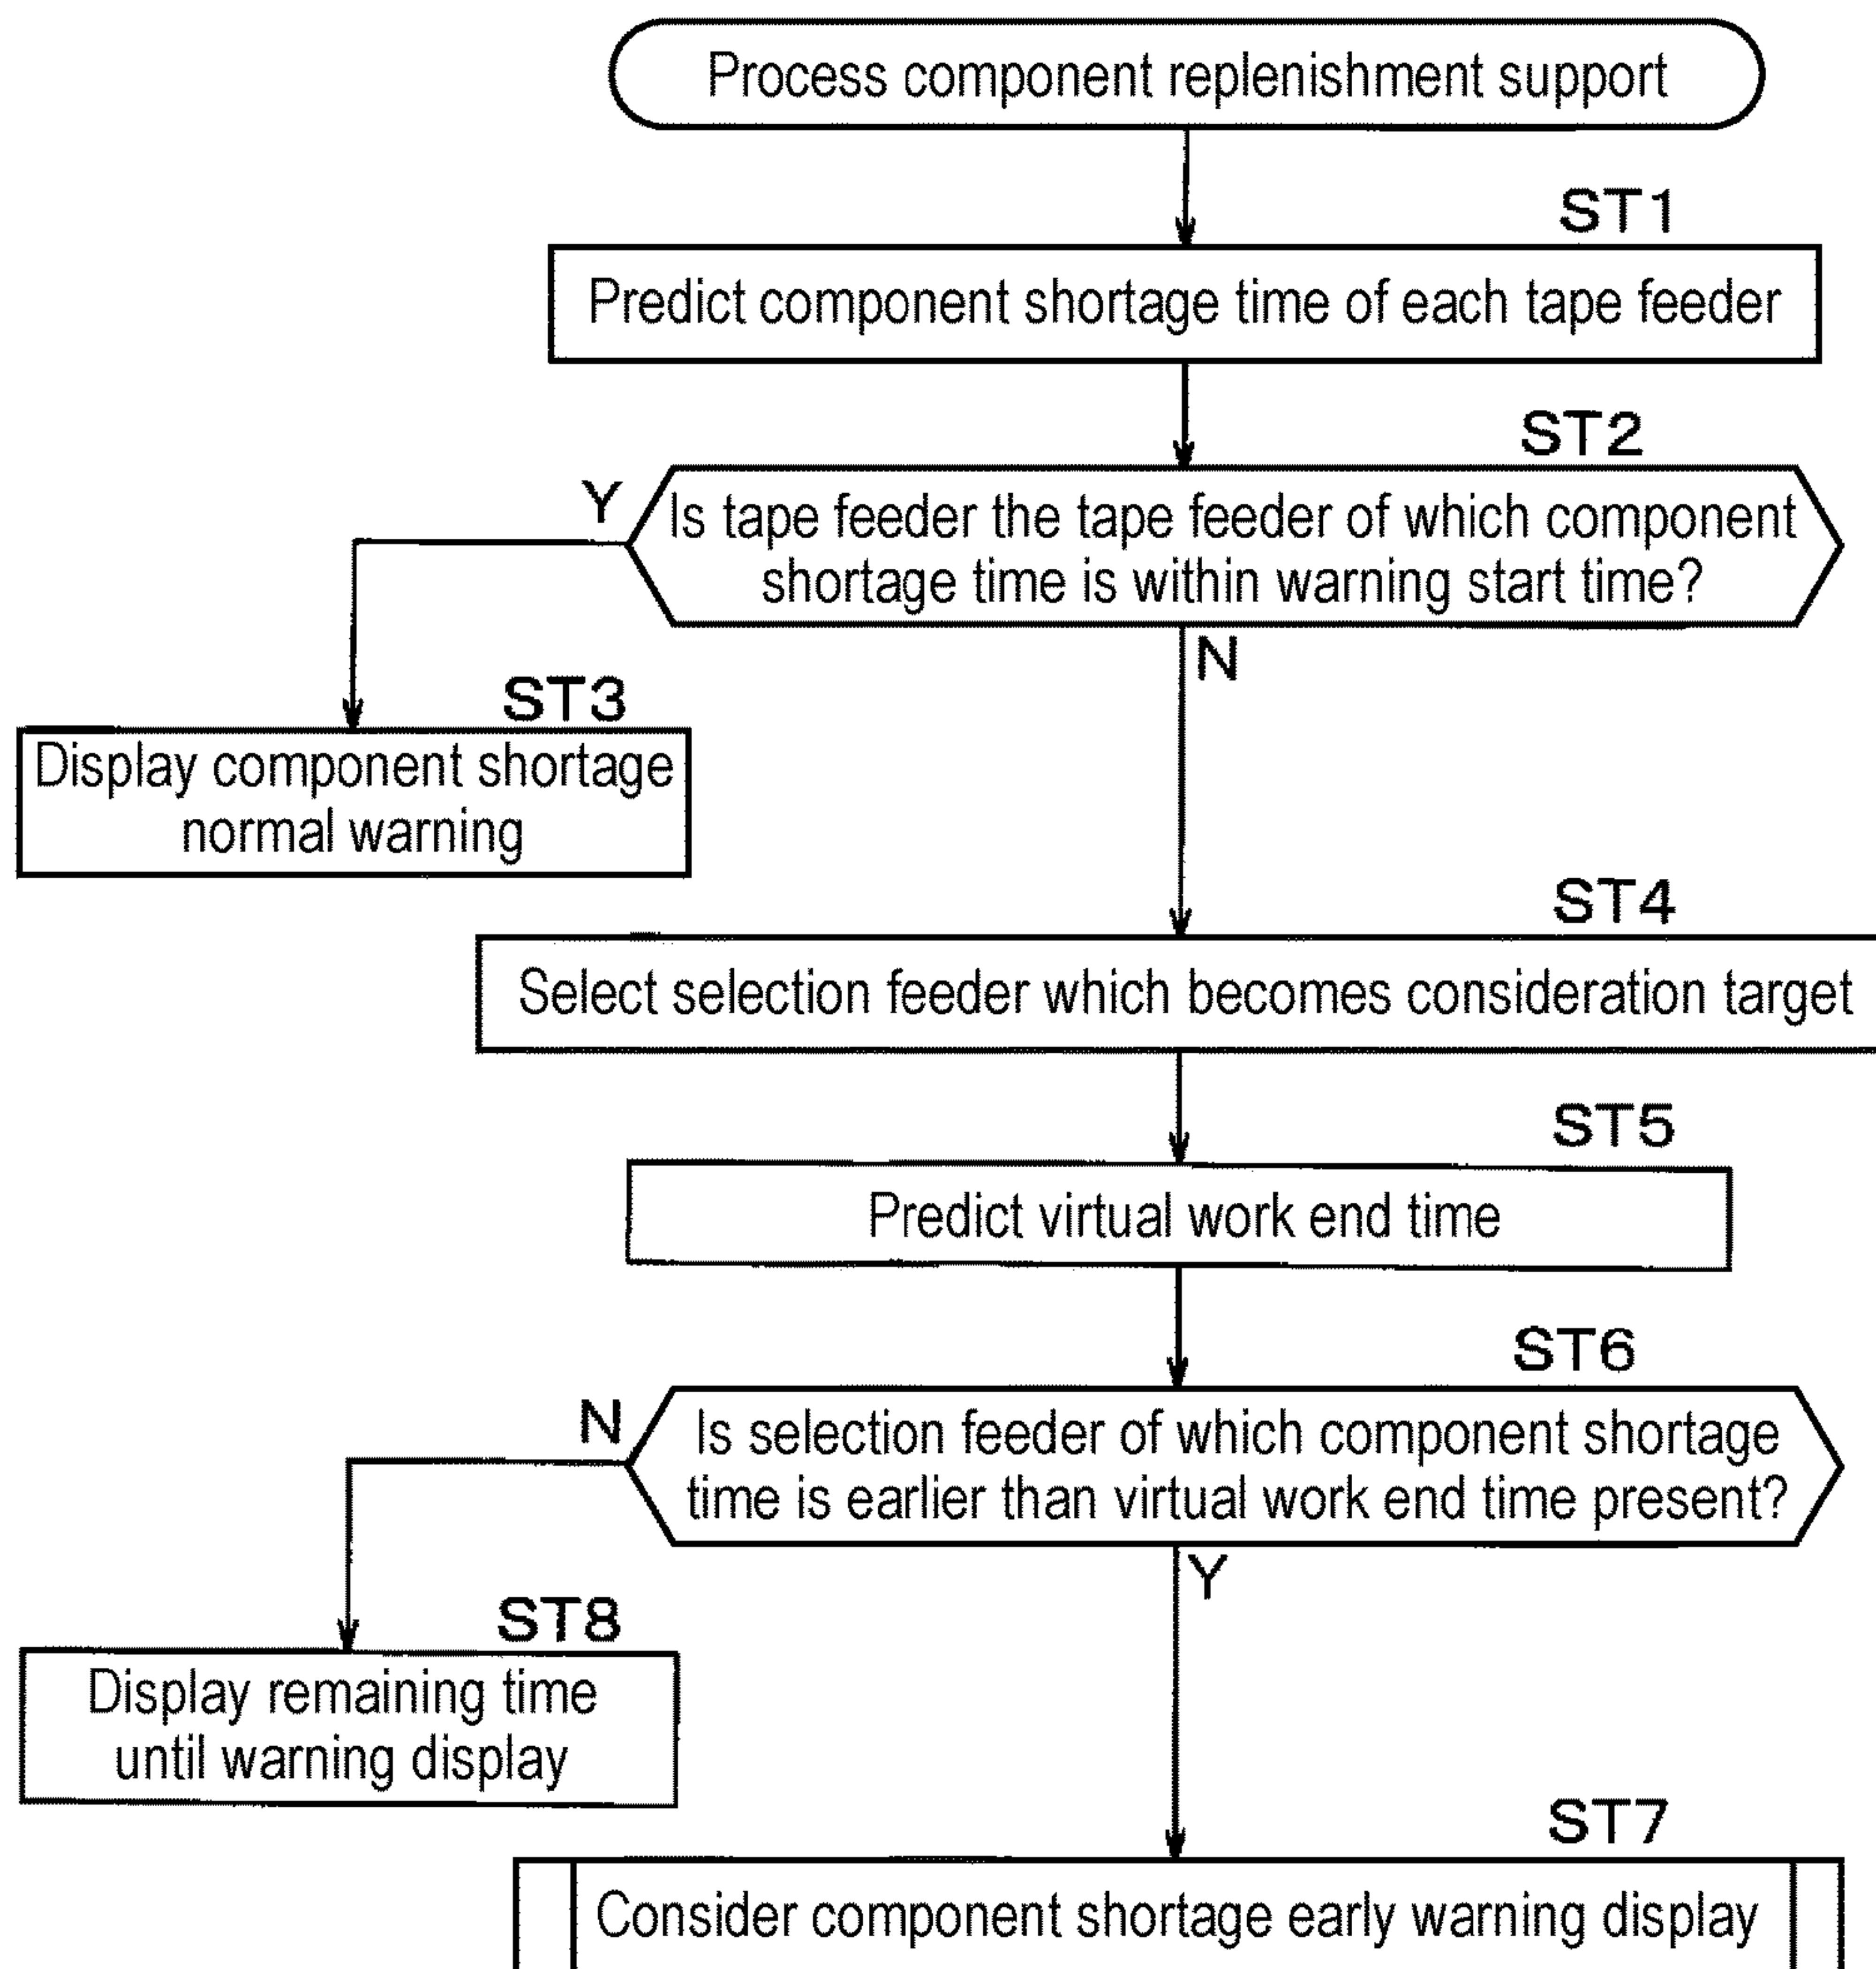 Process component replenishment support
ST1
Predict component shortage time of each tape feeder
ST2
Y
Is tape feeder the tape feeder of which component
shortage time is within warning start time?
N
ST3
Display component shortage
normal warning
ST4
Select selection feeder which becomes consideration target
ST5
Predict virtual work end time
ST6
N
Is selection feeder of which component shortage
time is earlier than virtual work end time present?
Y
ST8
Display remaining time
until warning display
ST7
Consider component shortage early warning display